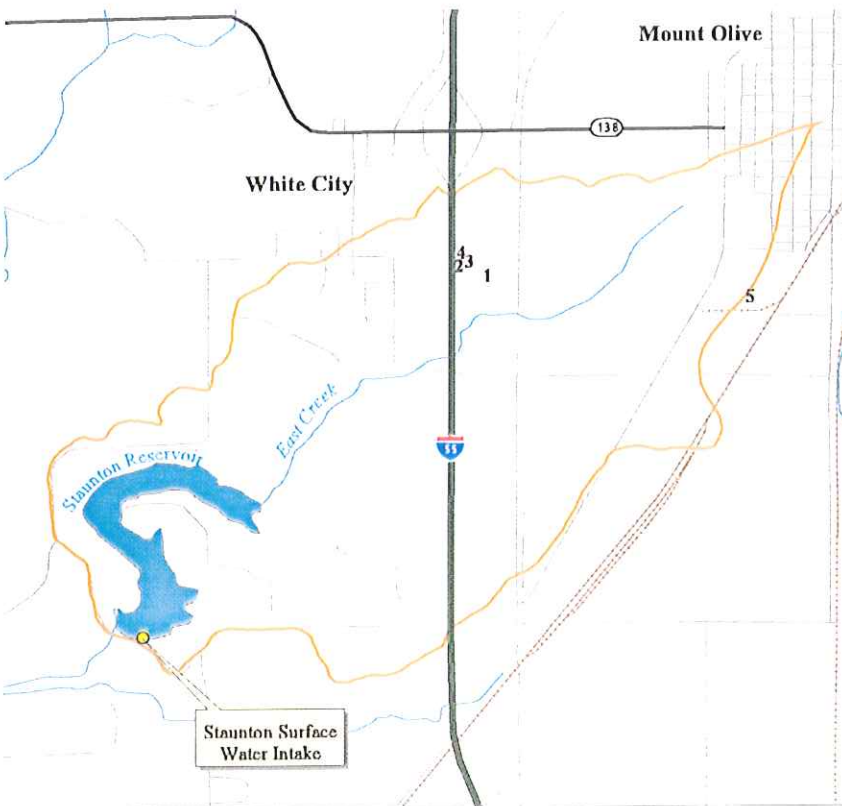 Mount Olive
138
White City
4
3
2
1
5
East Creek
55
Staunton Reservoir
Staunton Surface
Water Intake